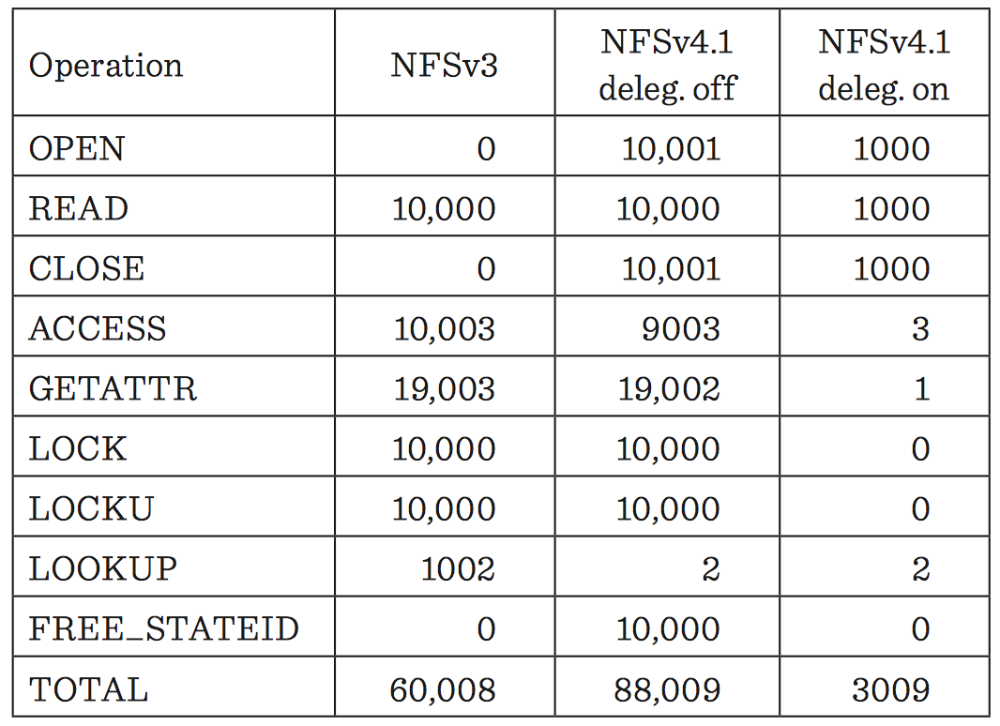 Operation NFSv3 NFSv4.1 deleg. off NFSv4.1 deleg. on
OPEN 0 10,001 1000
READ 10,000 10,000 1000
CLOSE 0 10,001 1000
ACCESS 10,003 9003 3
GETATTR 19,003 19,002 1
LOCK 10,000 10,000 0
LOCKU 10,000 10,000 0
LOOKUP 1002 2 2
FREE_STATEID 0 10,000 0
TOTAL 60,008 88,009 3009